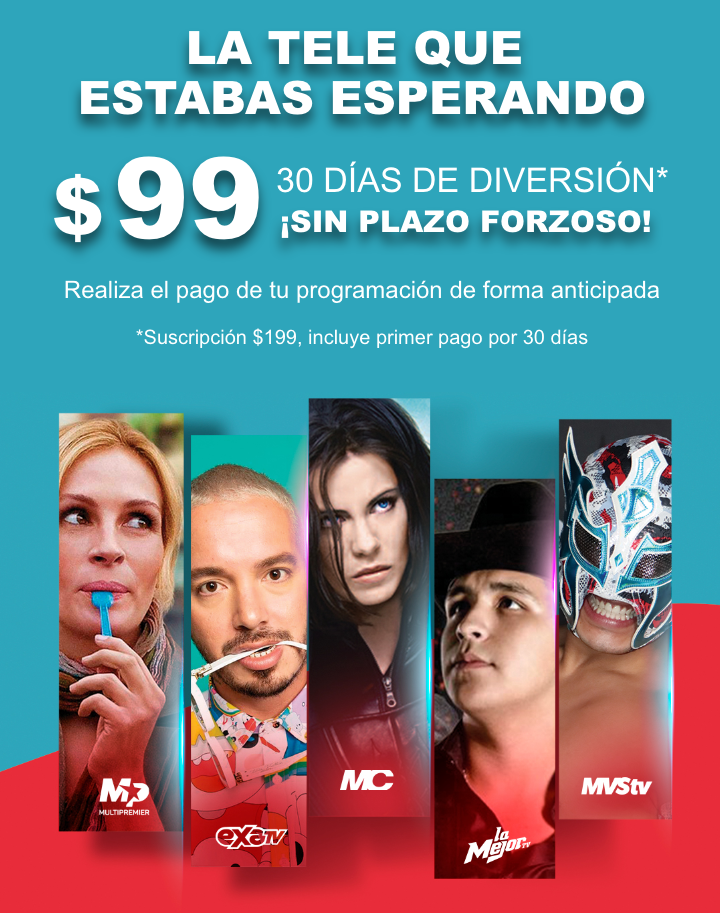 LA TELE QUE
ESTABAS ESPERANDO
$99
30 DÍAS DE DIVERSIÓN*
¡SIN PLAZO FORZOSO!
Realiza el pago de tu programación de forma anticipada
*Suscripción $199, incluye primer pago por 30 días
MP
MULTIPREMIER
exaTV
MC
la
Mejor TV
MVStv